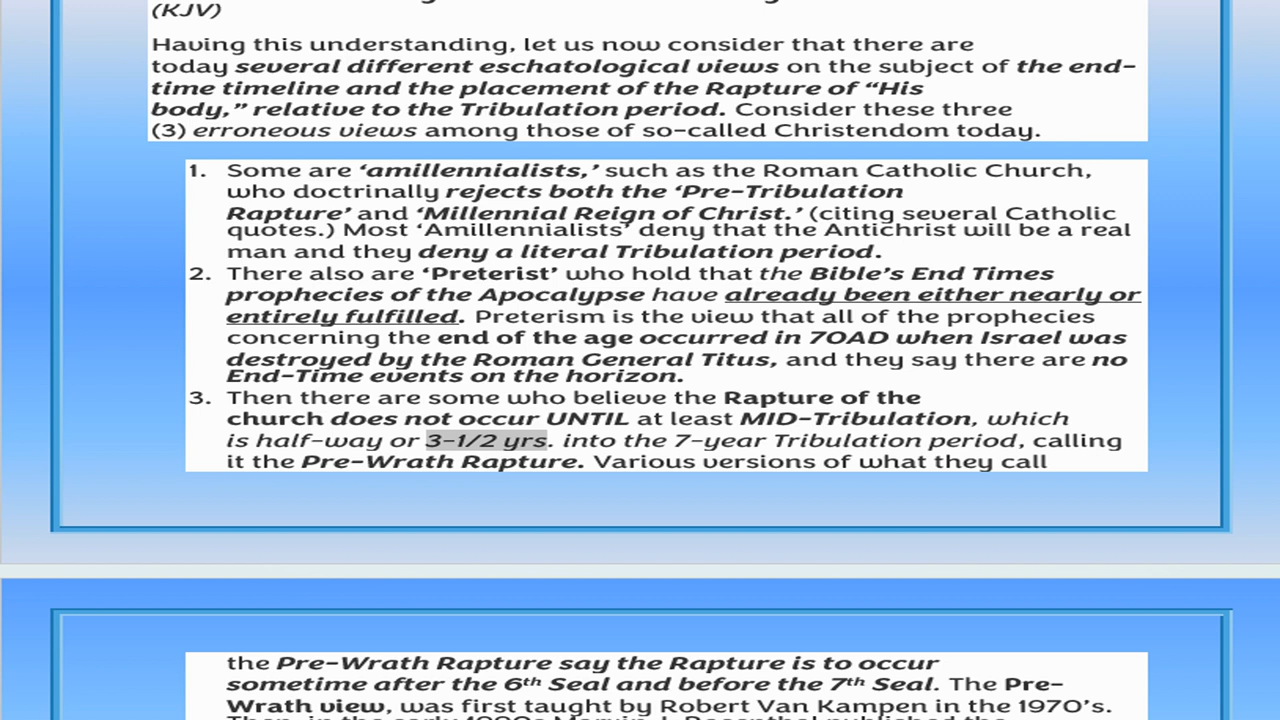 (KJV)
Having this understanding, let us now consider that there are
today several different eschatological views on the subject of the end-
time timeline and the placement of the Rapture of “His
body,” relative to the Tribulation period. Consider these three
(3) erroneous views among those of so-called Christendom today.
1. Some are ‘amillennialists,’ such as the Roman Catholic Church,
who doctrinally rejects both the ‘Pre-Tribulation
Rapture’ and ‘Millennial Reign of Christ.’ (citing several Catholic
quotes.) Most ‘Amillennialists’ deny that the Antichrist will be a real
man and they deny a literal Tribulation period.
2. There also are ‘Preterist’ who hold that the Bible’s End Times
prophecies of the Apocalypse have already been either nearly or
entirely fulfilled. Preterism is the view that all of the prophecies
concerning the end of the age occurred in 70AD when Israel was
destroyed by the Roman General Titus, and they say there are no
End-Time events on the horizon.
3. Then there are some who believe the Rapture of the
church does not occur UNTIL at least MID-Tribulation, which
is half-way or 3-1/2 yrs. into the 7-year Tribulation period, calling
it the Pre-Wrath Rapture. Various versions of what they call
the Pre-Wrath Rapture say the Rapture is to occur
sometime after the 6th Seal and before the 7th Seal. The Pre-
Wrath view, was first taught by Robert Van Kampen in the 1970’s.